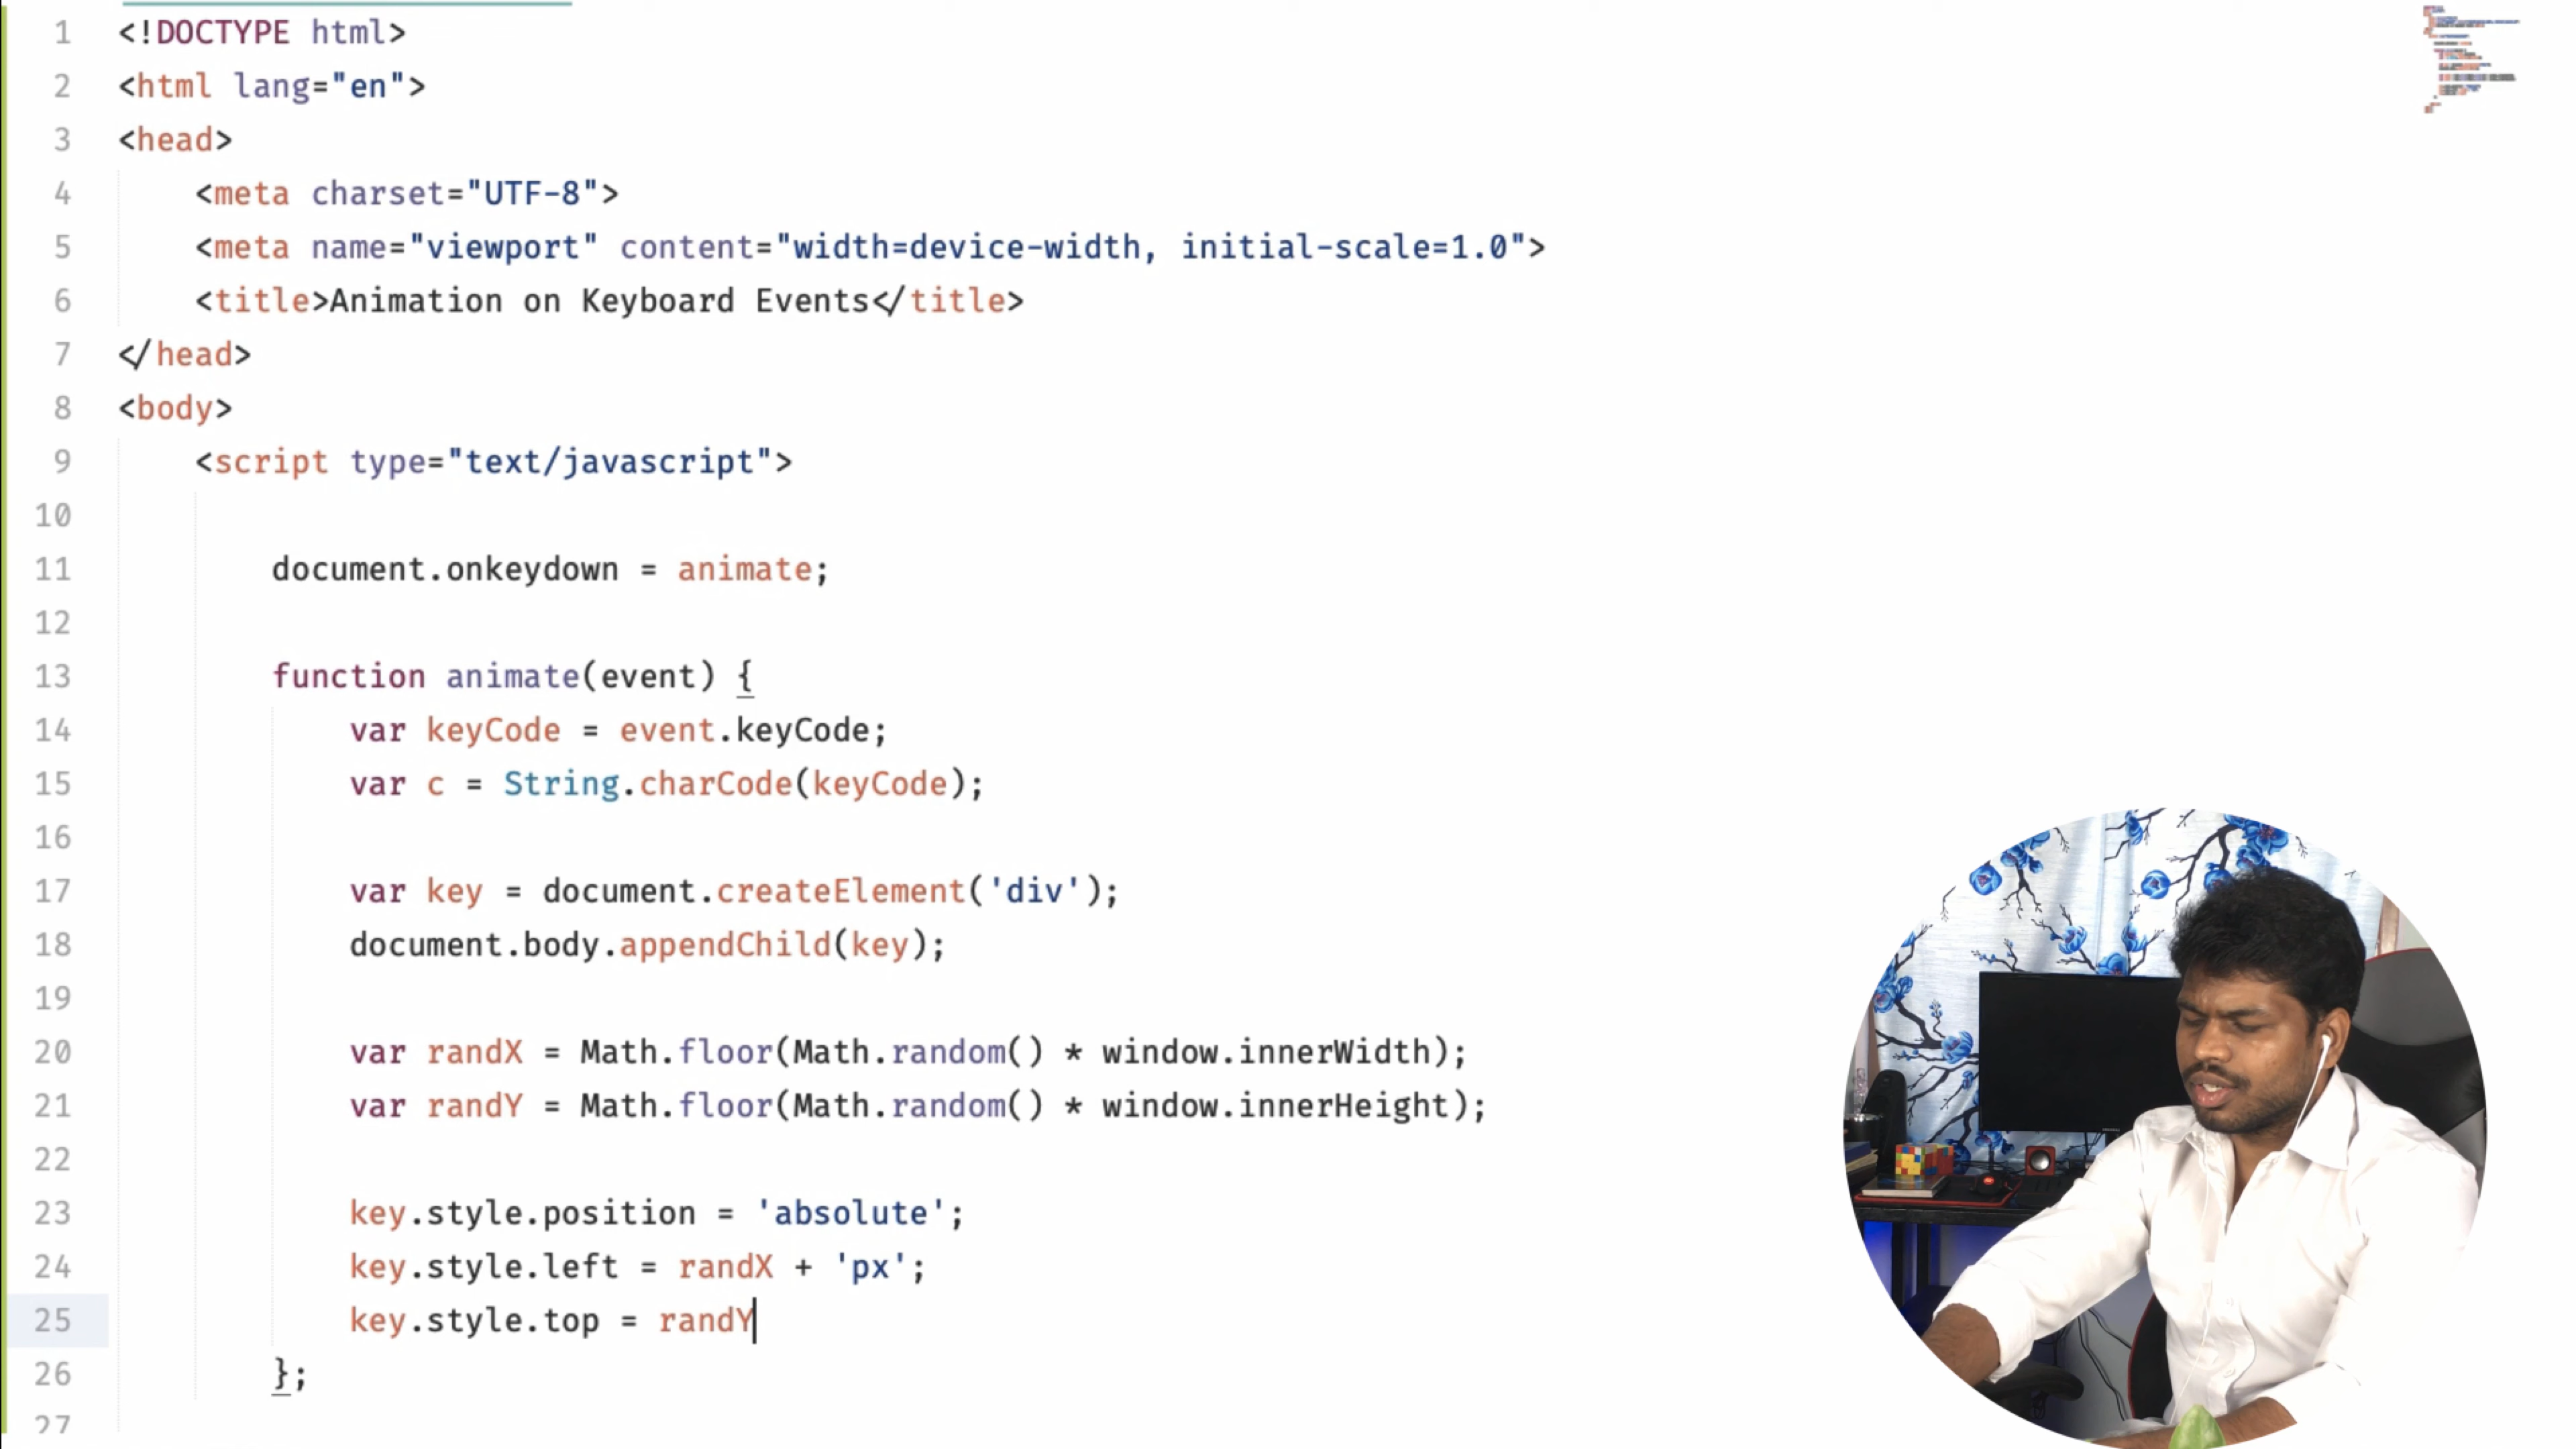 1 <!DOCTYPE html>
2 <html lang="en">
3 <head>
4 <meta charset="UTF-8">
5 <meta name="viewport" content="width=device-width, initial-scale=1.0">
6 <title>Animation on Keyboard Events</title>
7 </head>
8 <body>
9 <script type="text/javascript">
10
11 document.onkeydown = animate;
12
13 function animate(event) {
14 var keyCode = event.keyCode;
15 var c = String.charCode(keyCode);
16
17 var key = document.createElement('div');
18 document.body.appendChild(key);
19
20 var randX = Math.floor(Math.random() * window.innerWidth);
21 var randY = Math.floor(Math.random() * window.innerHeight);
22
23 key.style.position = 'absolute';
24 key.style.left = randX + 'px';
25 key.style.top = randY
26 };
27